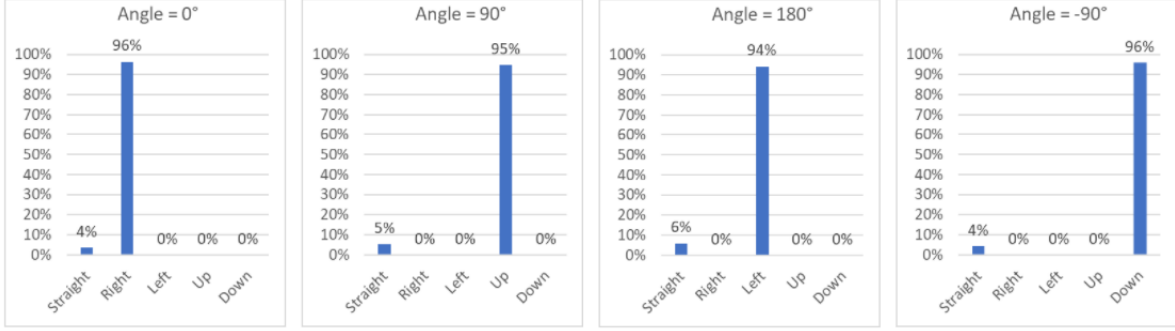 Angle = 0°
100%
90%
80%
70%
60%
50%
40%
30%
20%
10%
0%
4%
96%
0%
0%
0%
Straight
Right
Left
Up
Down
Angle = 90°
100%
90%
80%
70%
60%
50%
40%
30%
20%
10%
0%
5%
0%
0%
95%
0%
Straight
Right
Left
Up
Down
Angle = 180°
100%
90%
80%
70%
60%
50%
40%
30%
20%
10%
0%
6%
0%
94%
0%
0%
Straight
Right
Left
Up
Down
Angle = -90°
100%
90%
80%
70%
60%
50%
40%
30%
20%
10%
0%
4%
0%
0%
0%
96%
Straight
Right
Left
Up
Down